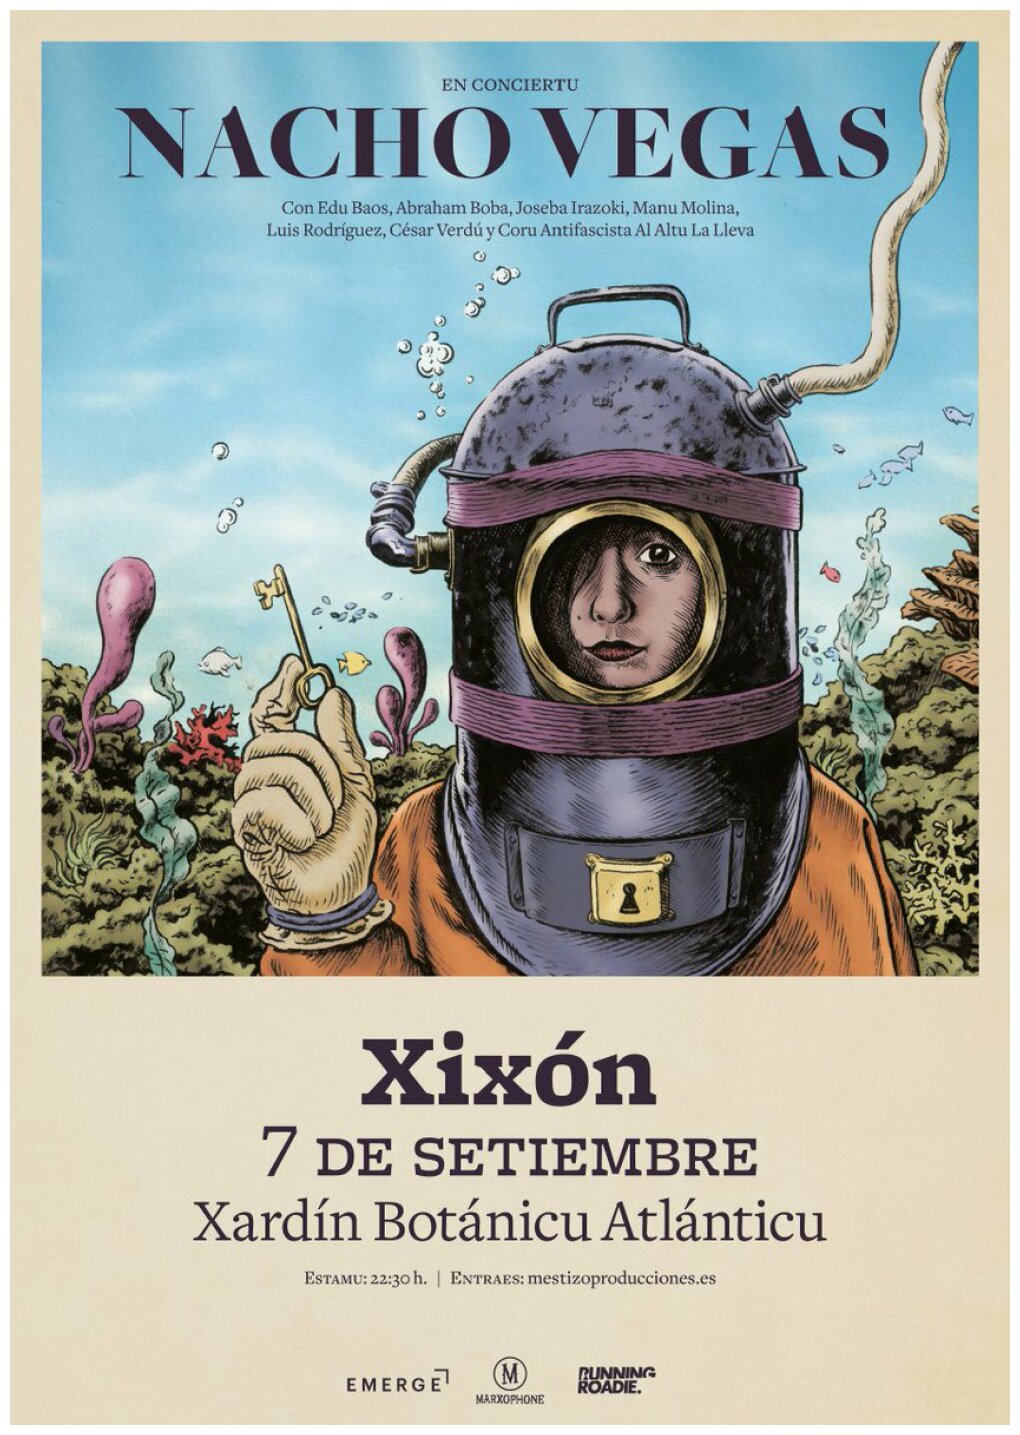 EN CONCIERTU
NACHO VEGAS
Con Edu Baos, Abraham Boba, Joseba Irazoki, Manu Molina,
Luis Rodríguez, César Verdú y Coru Antifascista Al Altu La Lleva
Xixón
7 DE SETIEMBRE
Xardín Botánicu Atlánticu
ESTAMU: 22:30 h. | ENTRAES: mestizoproducciones.es
EMERGE
M
MARXOPHONE
RUNNING
ROADIE.